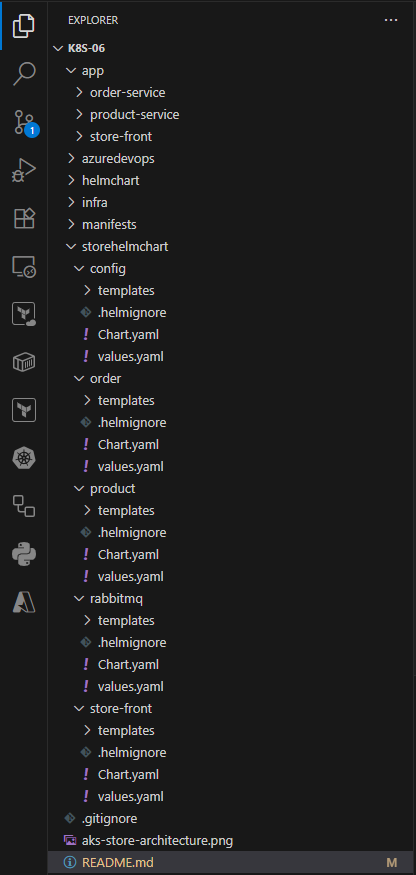 EXPLORER
K8S-06
app
order-service
product-service
store-front
1
azuredevops
helmchart
infra
manifests
storehelmchart
config
templates
.helmignore
! Chart.yaml
! values.yaml
order
templates
.helmignore
! Chart.yaml
! values.yaml
product
templates
.helmignore
! Chart.yaml
! values.yaml
rabbitmq
templates
.helmignore
! Chart.yaml
! values.yaml
store-front
templates
.helmignore
! Chart.yaml
! values.yaml
.gitignore
aks-store-architecture.png
README.md M